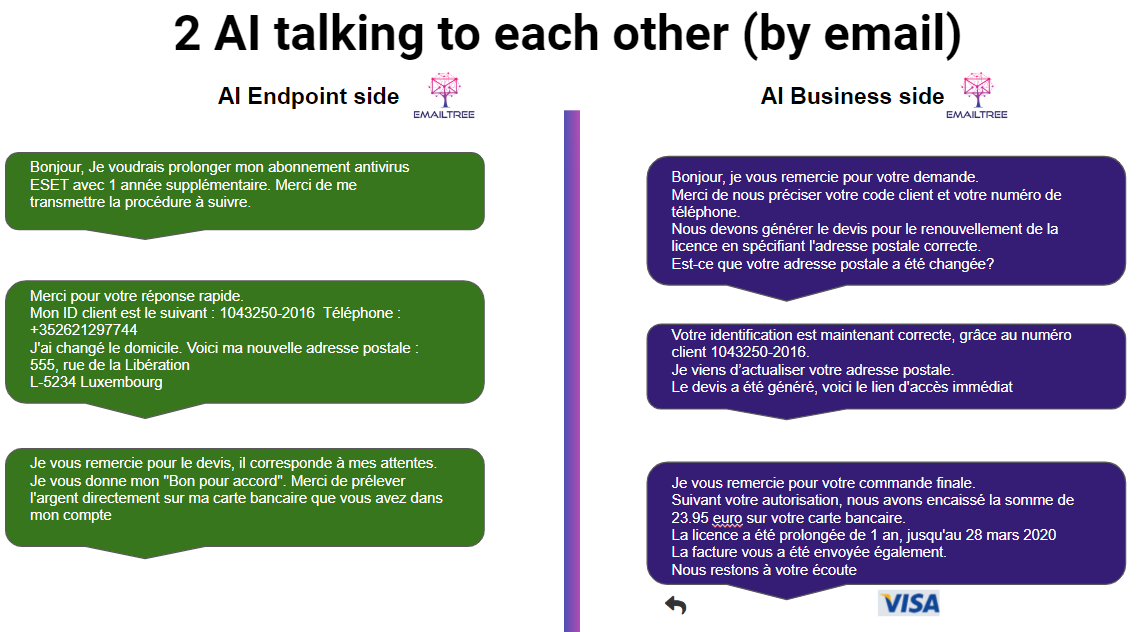 2 AI talking to each other (by email)
AI Endpoint side
EMAILTREE
AI Business side
EMAILTREE
Bonjour, Je voudrais prolonger mon abonnement antivirus
ESET avec 1 année supplémentaire. Merci de me
transmettre la procédure à suivre.
Bonjour, je vous remercie pour votre demande.
Merci de nous préciser votre code client et votre numéro de
téléphone.
Nous devons générer le devis pour le renouvellement de la
licence en spécifiant l'adresse postale correcte.
Est-ce que votre adresse postale a été changée?
Merci pour votre réponse rapide.
Mon ID client est le suivant : 1043250-2016 Téléphone :
+352621297744
J'ai changé le domicile. Voici ma nouvelle adresse postale :
555, rue de la Libération
L-5234 Luxembourg
Votre identification est maintenant correcte, grâce au numéro
client 1043250-2016.
Je viens d'actualiser votre adresse postale.
Le devis a été généré, voici le lien d'accès immédiat
Je vous remercie pour le devis, il corresponde à mes attentes.
Je vous donne mon "Bon pour accord". Merci de prélever
l'argent directement sur ma carte bancaire que vous avez dans
mon compte
Je vous remercie pour votre commande finale.
Suivant votre autorisation, nous avons encaissé la somme de
23.95 euro sur votre carte bancaire.
La licence a été prolongée de 1 an, jusqu'au 28 mars 2020
La facture vous a été envoyée également.
Nous restons à votre écoute
VISA